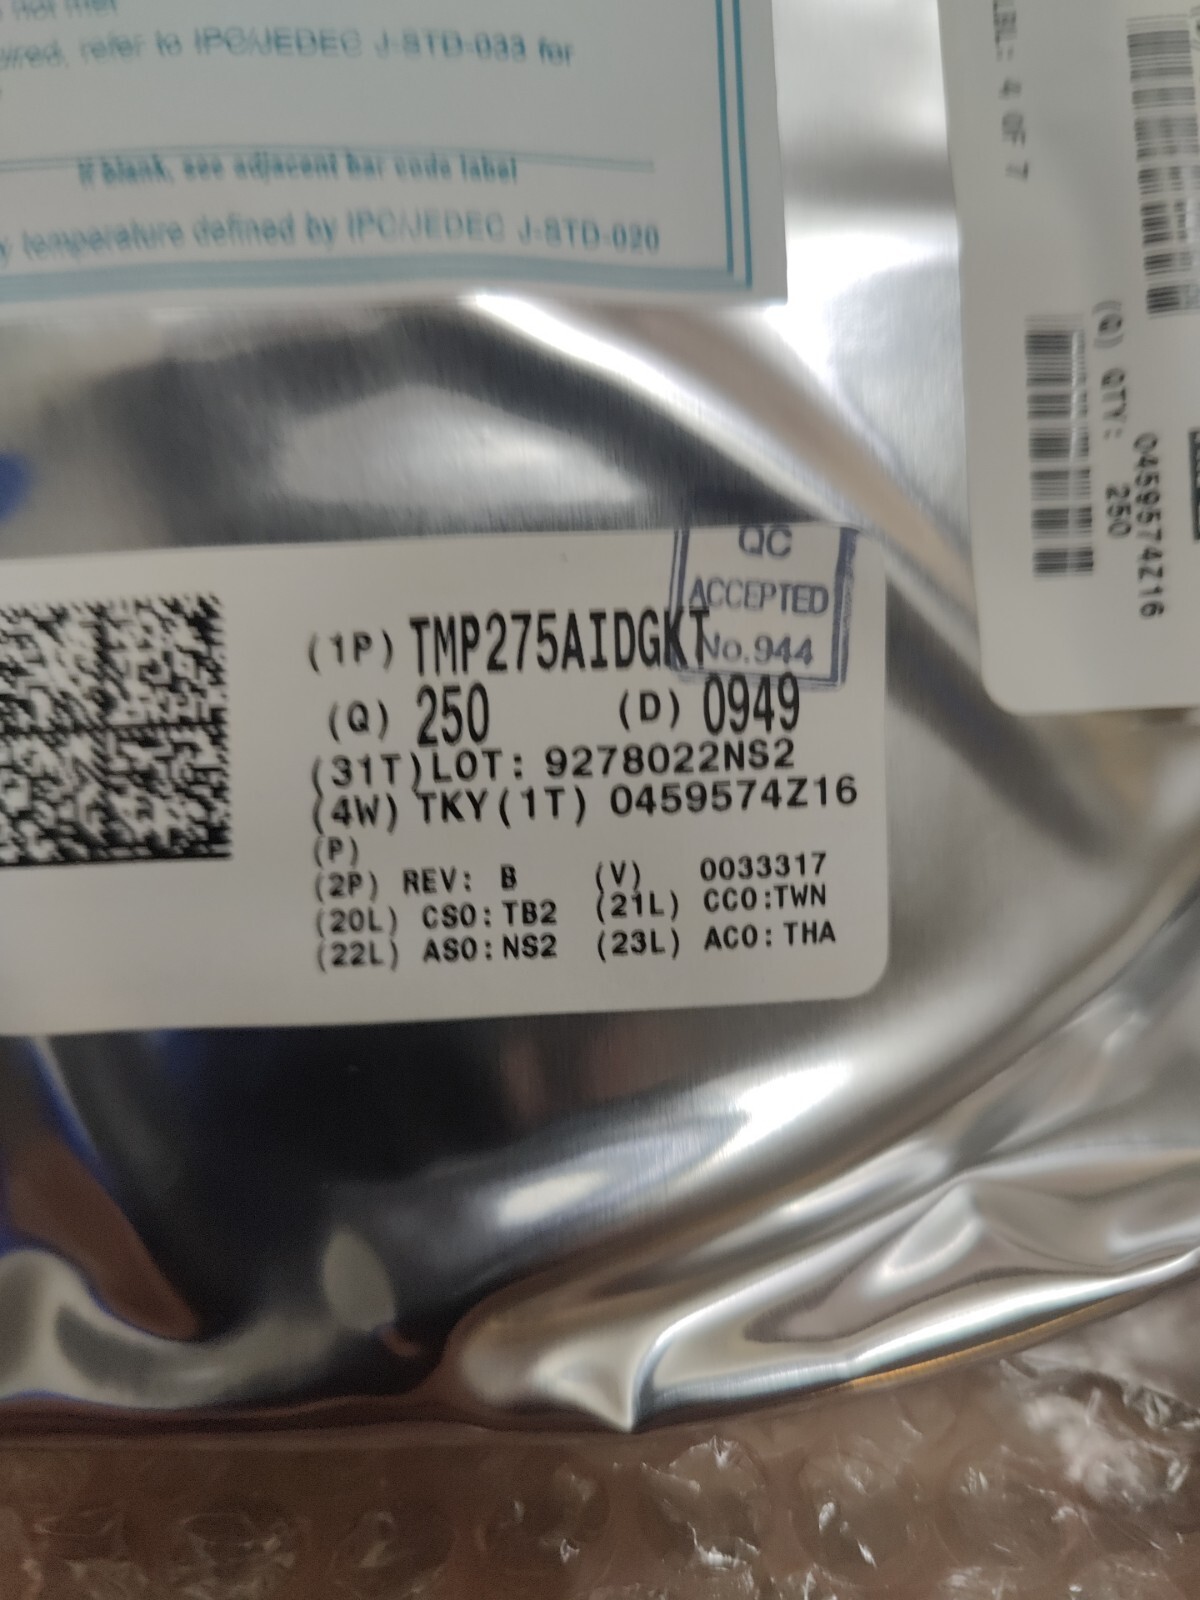 not met
refer to IPC/JEDEC J-STD-033 for
If blank, see adjacent bar code label
temperature defined by IPC/JEDEC J-STD-020
LBL: 4 OF 7
(Q) QTY: 250
0459574Z16
QC
ACCEPTED
No.944
(1P) TMP275AIDGKT
(Q) 250 (D) 0949
(31T)LOT: 9278022NS2
(4W) TKY(1T) 0459574Z16
(P)
(2P) REV: B (V) 0033317
(20L) CSO:TB2 (21L) CCO:TWN
(22L) ASO:NS2 (23L) ACO:THA